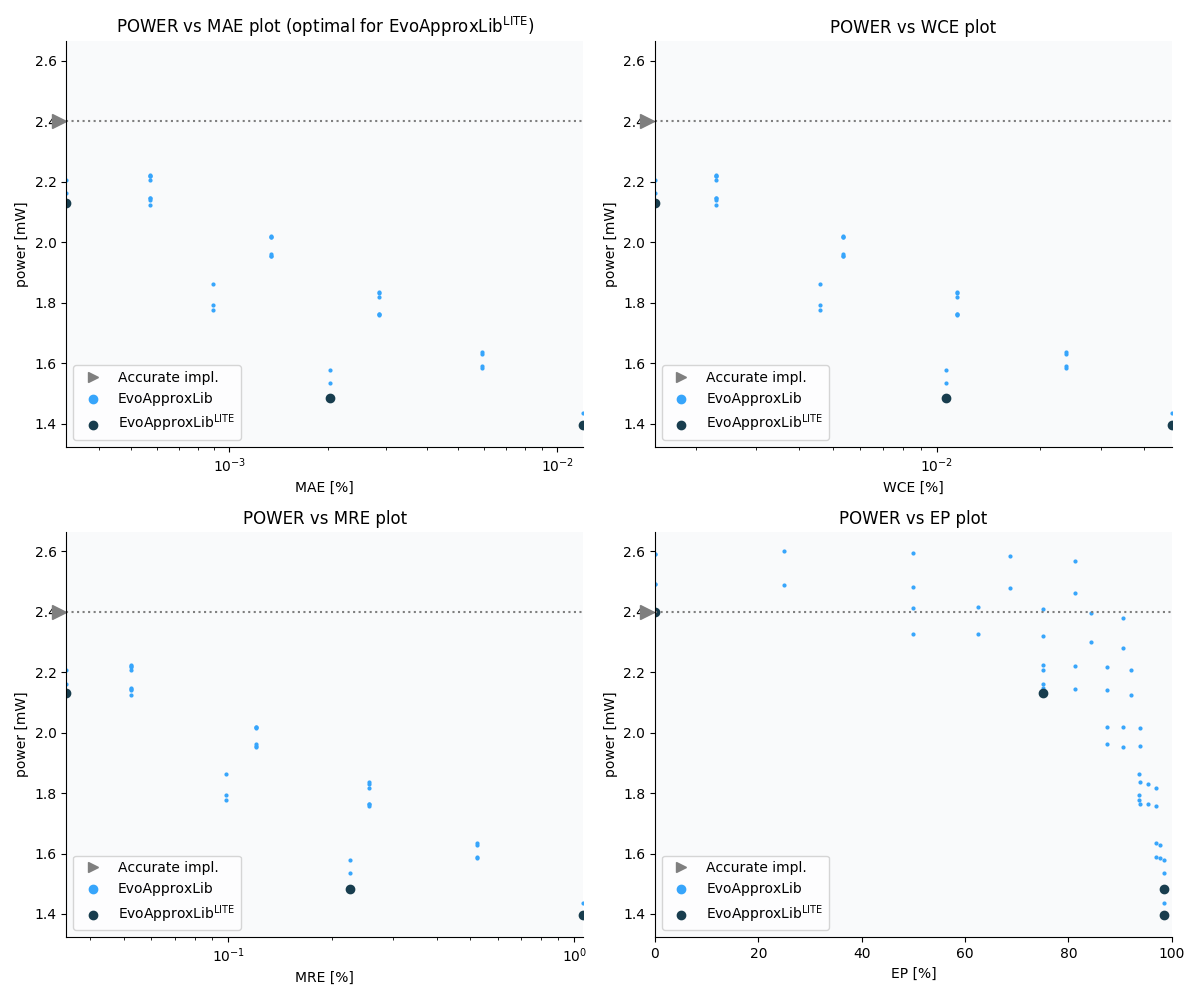 POWER vs MAE plot (optimal for EvoApproxLib^LITE)
2.6
2.4
2.2
2.0
1.8
1.6
1.4
power [mW]
Accurate impl.
EvoApproxLib
EvoApproxLib^LITE
10^-3
10^-2
MAE [%]
POWER vs WCE plot
2.6
2.4
2.2
2.0
1.8
1.6
1.4
power [mW]
Accurate impl.
EvoApproxLib
EvoApproxLib^LITE
10^-2
WCE [%]
POWER vs MRE plot
2.6
2.4
2.2
2.0
1.8
1.6
1.4
power [mW]
Accurate impl.
EvoApproxLib
EvoApproxLib^LITE
10^-1
10^0
MRE [%]
POWER vs EP plot
2.6
2.4
2.2
2.0
1.8
1.6
1.4
power [mW]
Accurate impl.
EvoApproxLib
EvoApproxLib^LITE
0 20 40 60 80 100
EP [%]